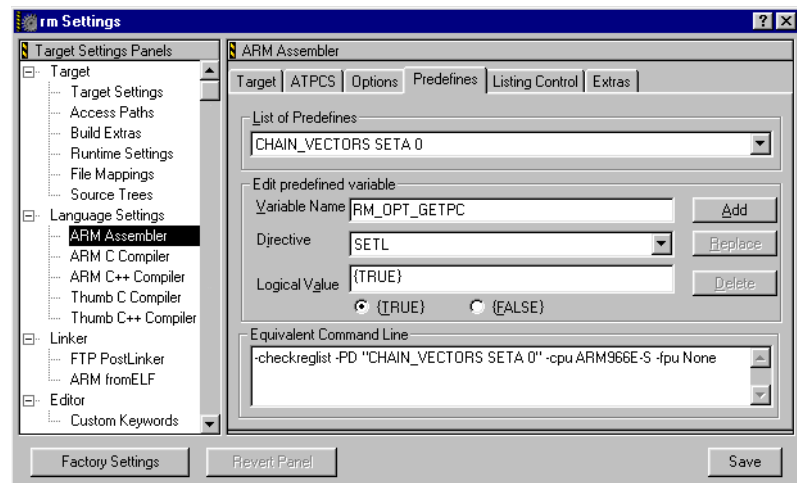 rm Settings
Target Settings Panels
Target
Target Settings
Access Paths
Build Extras
Runtime Settings
File Mappings
Source Trees
Language Settings
ARM Assembler
ARM C Compiler
ARM C++ Compiler
Thumb C Compiler
Thumb C++ Compiler
Linker
FTP PostLinker
ARM fromELF
Editor
Custom Keywords
ARM Assembler
Target ATPCS Options Predefines Listing Control Extras
List of Predefines
CHAIN_VECTORS SETA 0
Edit predefined variable
Variable Name RM_OPT_GETPC Add
Directive SETL Replace
Logical Value {TRUE} Delete
{TRUE} {FALSE}
Equivalent Command Line
-checkreglist -PD "CHAIN_VECTORS SETA 0" -cpu ARM966E-S -fpu None
Factory Settings Revert Panel Save